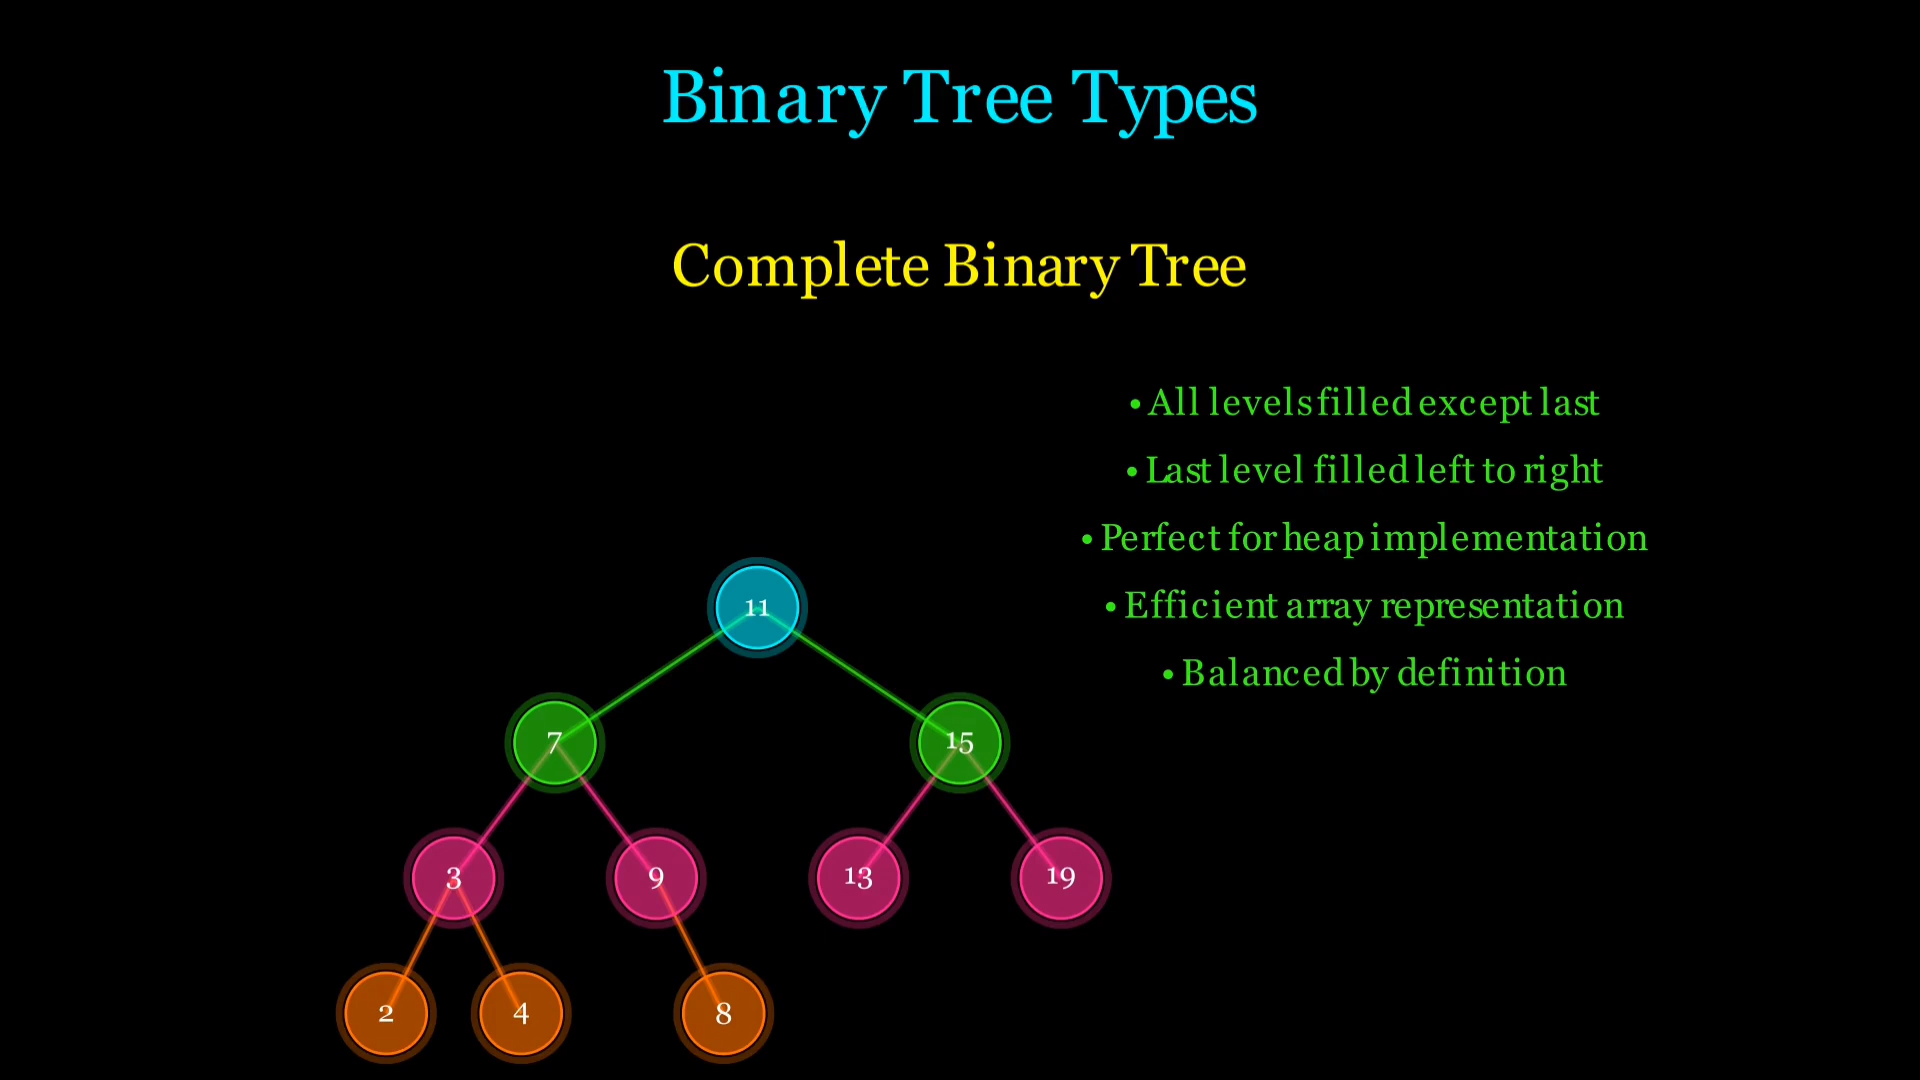 Binary Tree Types
Complete Binary Tree
• All levels filled except last
• Last level filled left to right
• Perfect for heap implementation
• Efficient array representation
• Balanced by definition
11
7 15
3 9 13 19
2 4 8